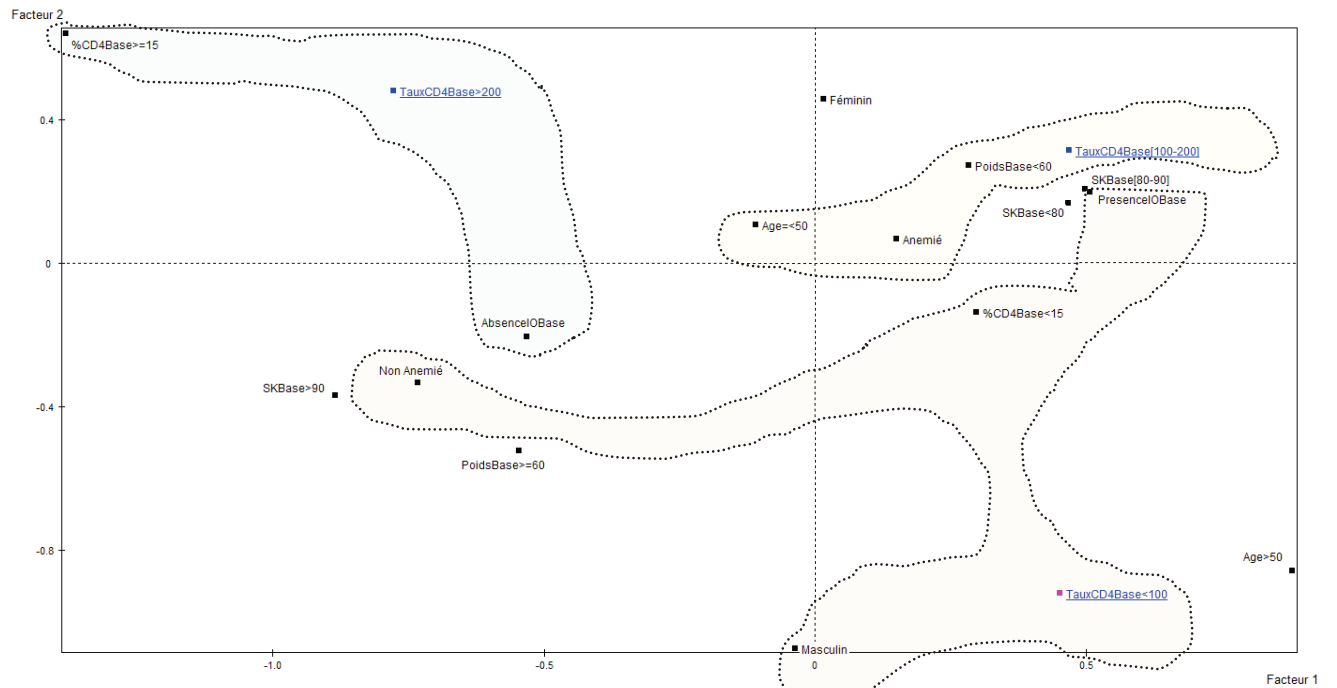 Facteur 2
%CD4Base>=15
TauxCD4Base>200
Féminin
0.4
TauxCD4Base[100-200]
PoidsBase<60
SKBase[80-90]
PresenceIOBase
SKBase<80
Age=<50
Anemié
0
%CD4Base<15
AbsenceIOBase
Non Anemié
SKBase>90
-0.4
PoidsBase>=60
-0.8
Age>50
TauxCD4Base<100
Masculin
-1.0
-0.5
0
0.5
Facteur 1